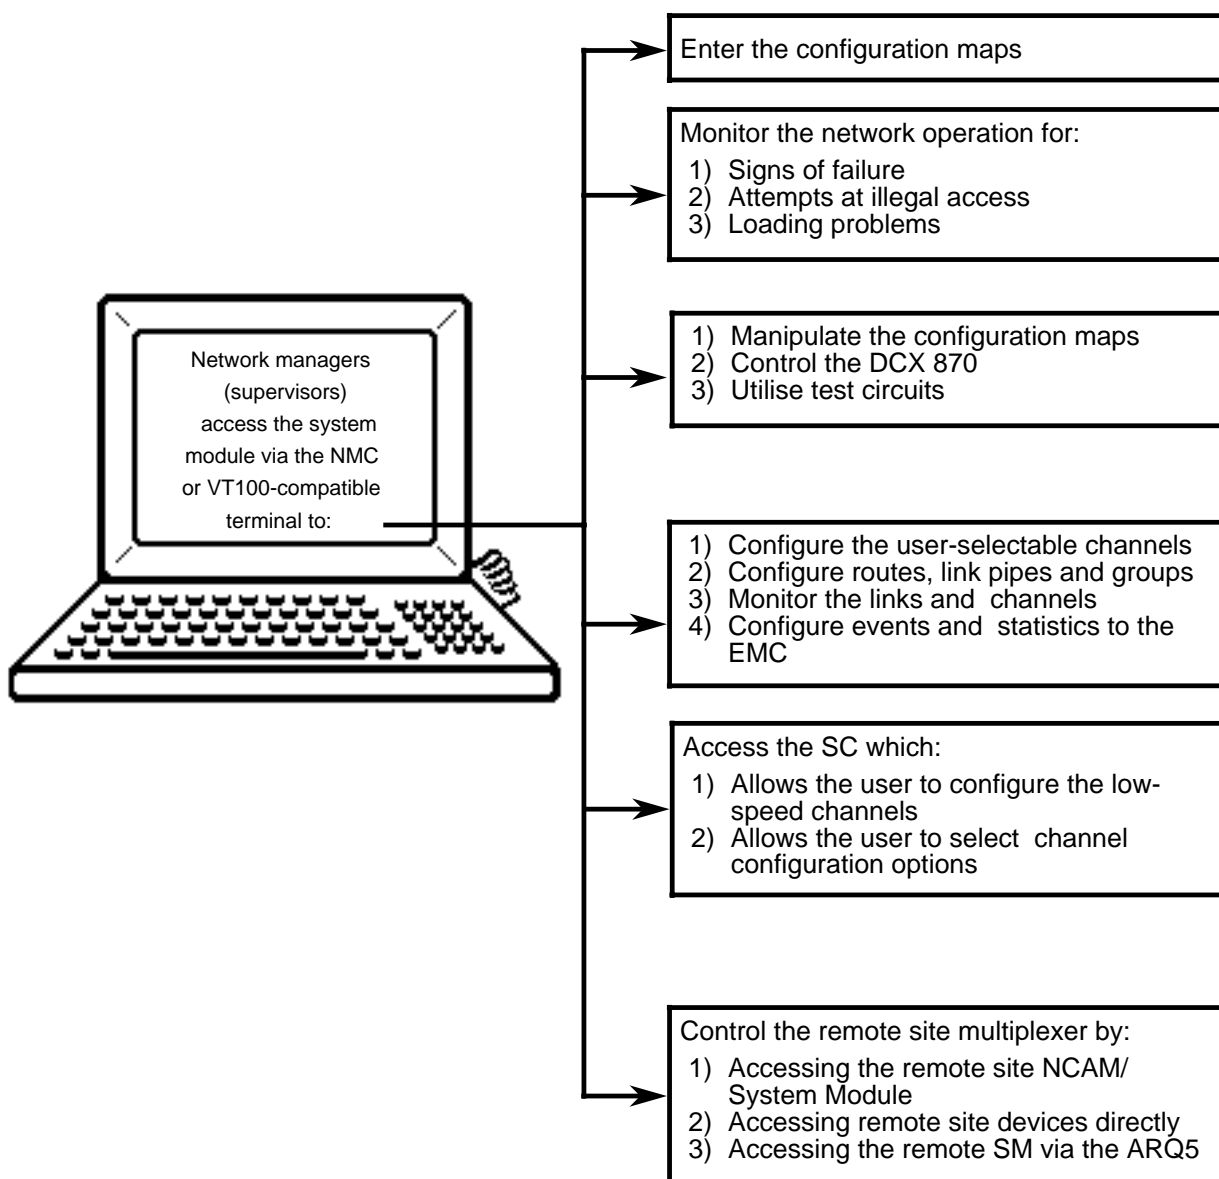 Network managers
(supervisors)
access the system
module via the NMC
or VT100-compatible
terminal to:
Enter the configuration maps
Monitor the network operation for:
1) Signs of failure
2) Attempts at illegal access
3) Loading problems
1) Manipulate the configuration maps
2) Control the DCX 870
3) Utilise test circuits
1) Configure the user-selectable channels
2) Configure routes, link pipes and groups
3) Monitor the links and channels
4) Configure events and statistics to the
EMC
Access the SC which:
1) Allows the user to configure the low-
speed channels
2) Allows the user to select channel
configuration options
Control the remote site multiplexer by:
1) Accessing the remote site NCAM/
System Module
2) Accessing remote site devices directly
3) Accessing the remote SM via the ARQ5